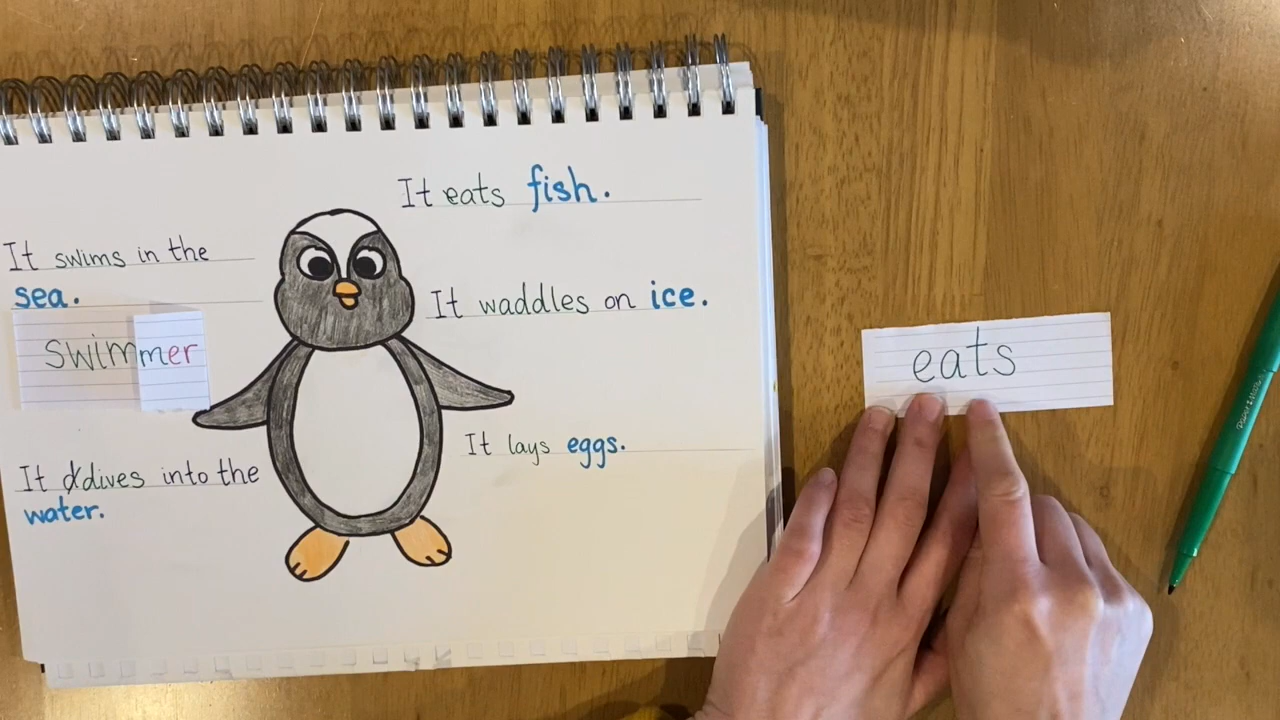 It eats fish.
It swims in the
sea.
It waddles on ice.
swimmer
eats
It lays eggs.
It dives into the
water.